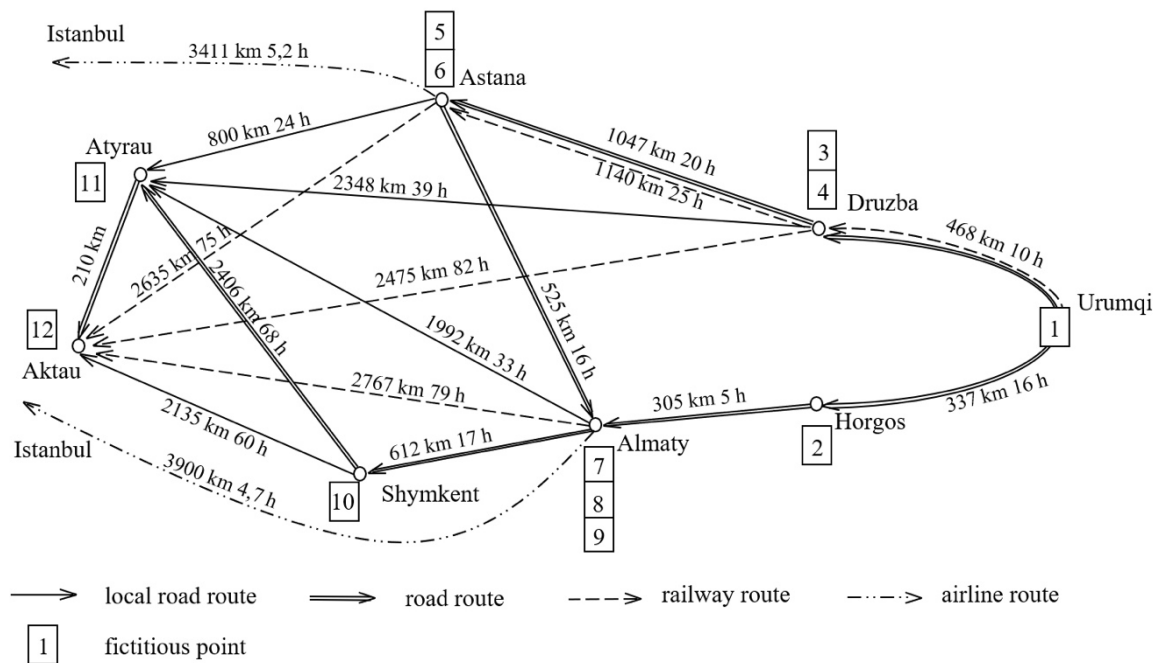 Istanbul
3411 km 5,2 h
5
6
Astana
800 km 24 h
1047 km 20 h
3
4
Atyrau
11
2348 km 39 h
1140 km 25 h
Druzba
468 km 10 h
210 km
2635 km 75 h
2406 km 68 h
2475 km 82 h
525 km 16 h
Urumqi
1
12
Aktau
1992 km 33 h
2767 km 79 h
305 km 5 h
337 km 16 h
Horgos
2
Istanbul
2135 km 60 h
612 km 17 h
Almaty
3900 km 4,7 h
10
Shymkent
7
8
9
local road route
road route
railway route
airline route
1
fictitious point